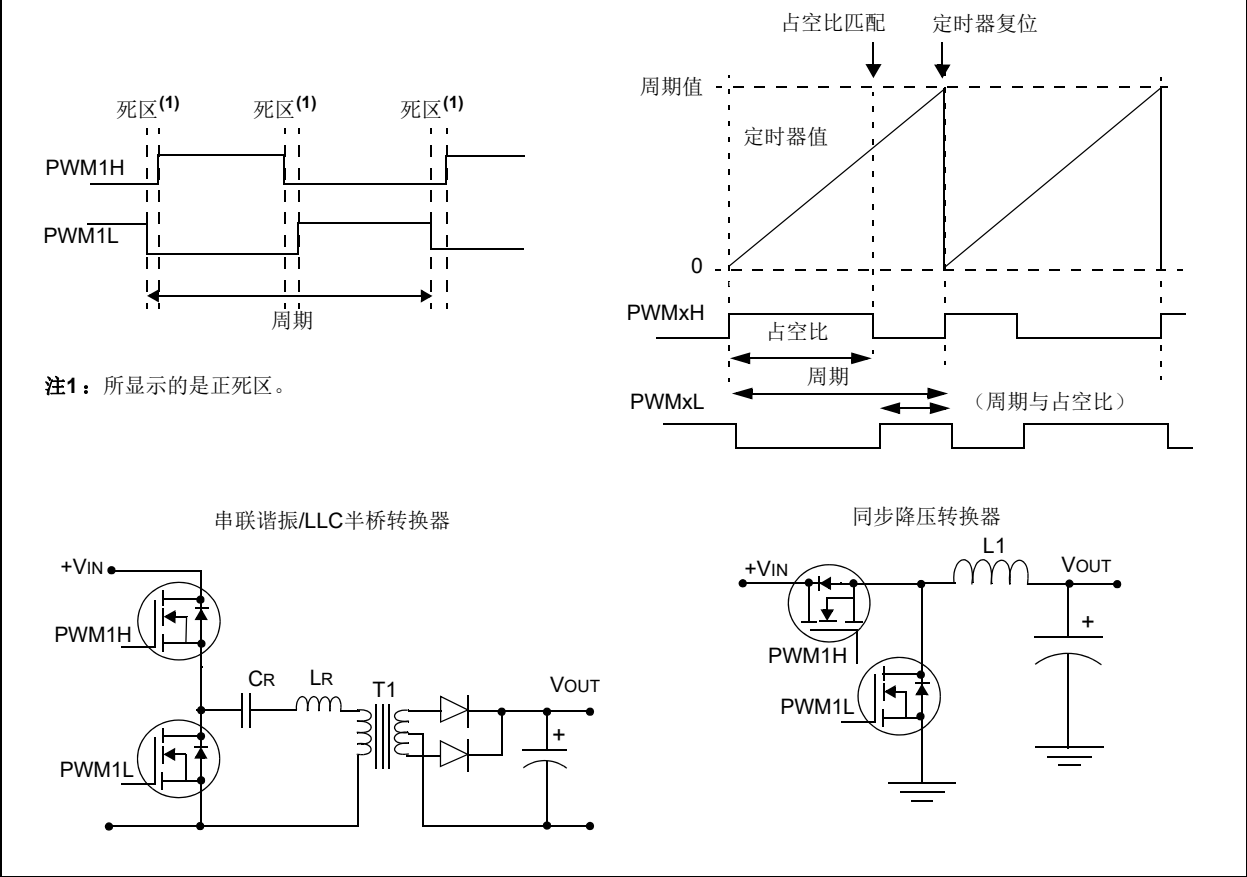 死区(1)
死区(1)
死区(1)
PWM1H
PWM1L
周期
注1：所显示的是正死区。
占空比匹配
定时器复位
周期值
定时器值
0
PWMxH
占空比
周期
PWMxL
（周期与占空比）
串联谐振/LLC半桥转换器
+VIN
PWM1H
CR
LR
T1
VOUT
+
PWM1L
同步降压转换器
L1
+VIN
VOUT
+
PWM1H
PWM1L